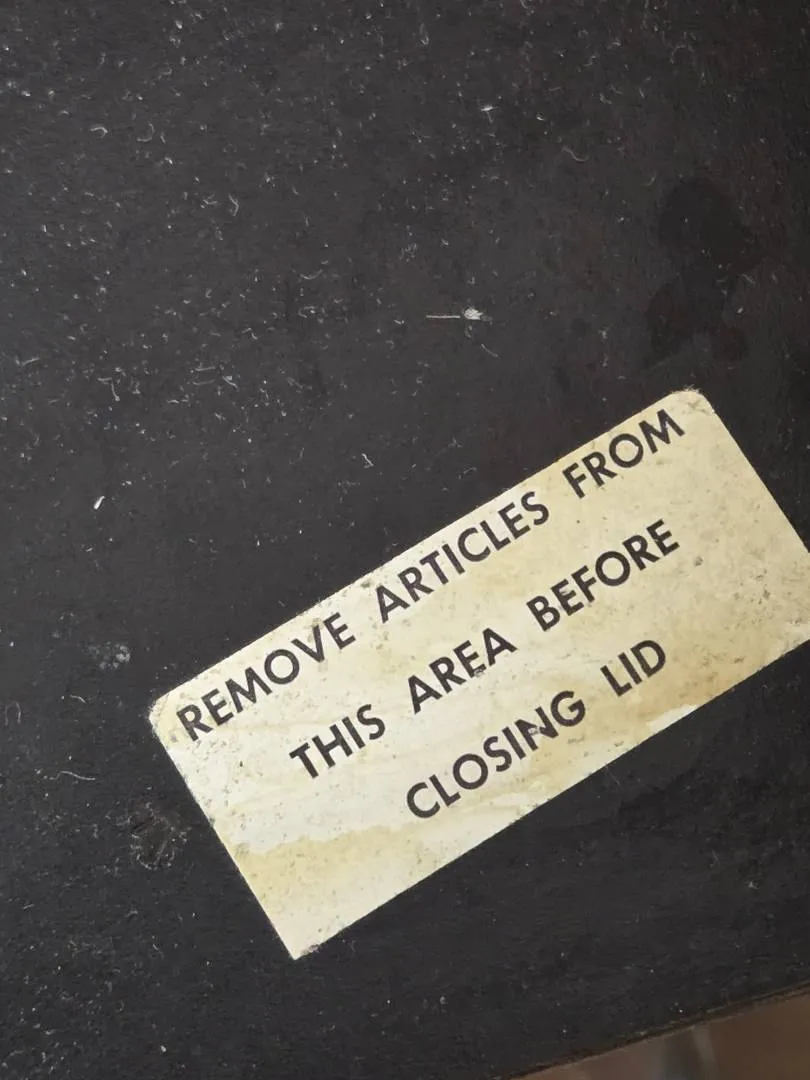 REMOVE ARTICLES FROM
THIS AREA BEFORE
CLOSING LID